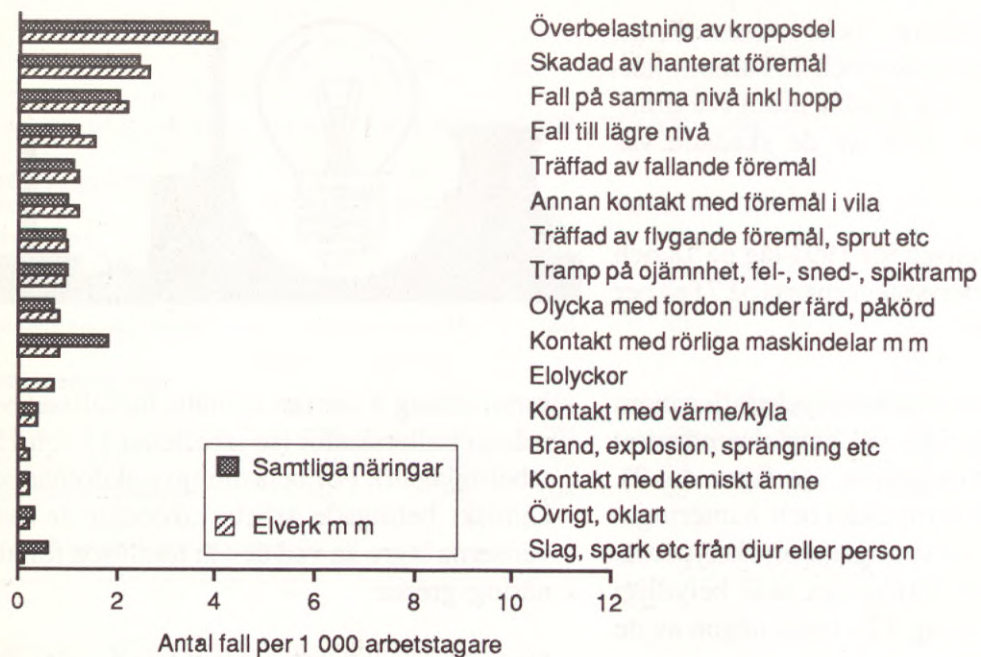 Överbelastning av kroppsdel
Skadad av hanterat föremål
Fall på samma nivå inkl hopp
Fall till lägre nivå
Träffad av fallande föremål
Annan kontakt med föremål i vila
Träffad av flygande föremål, sprut etc
Tramp på ojämnhet, fel-, sned-, spiktramp
Olycka med fordon under färd, påkörd
Kontakt med rörliga maskindelar m m
Elolyckor
Kontakt med värme/kyla
Brand, explosion, sprängning etc
Kontakt med kemiskt ämne
Övrigt, oklart
Slag, spark etc från djur eller person
Samtliga näringar
Elverk m m
0 2 4 6 8 10 12
Antal fall per 1 000 arbetstagare